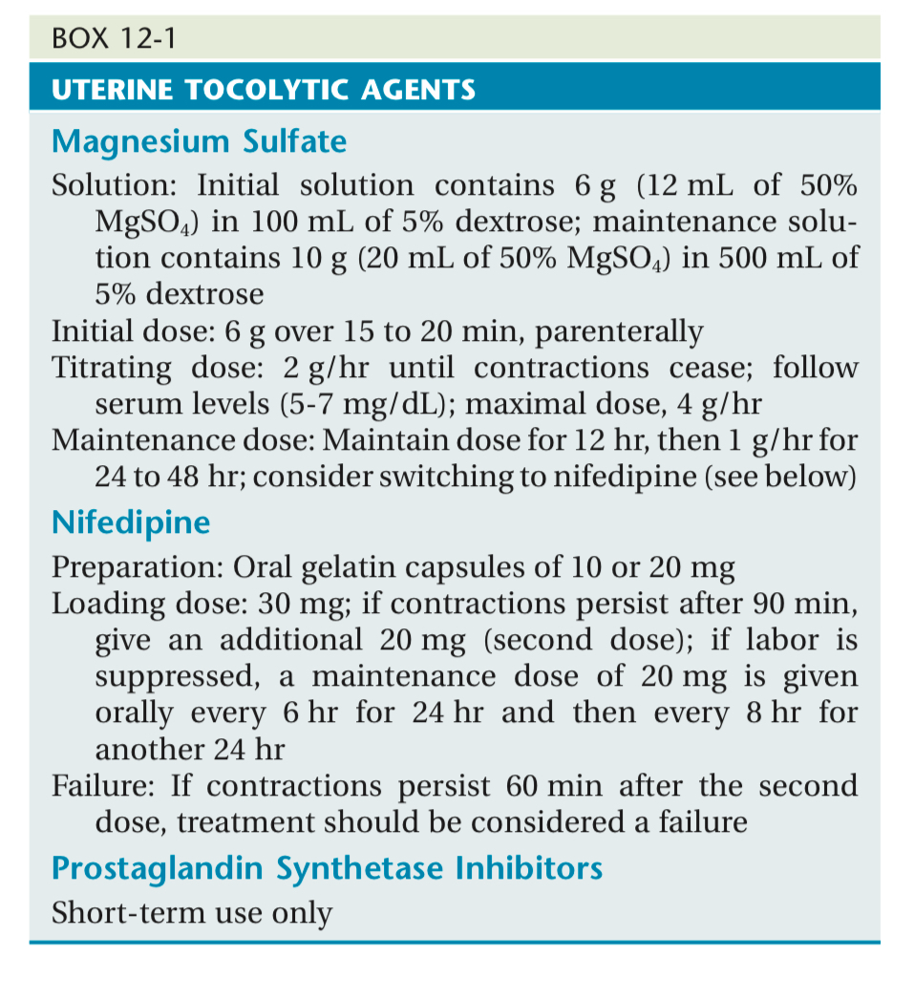 BOX 12-1
UTERINE TOCOLYTIC AGENTS
Magnesium Sulfate
Solution: Initial solution contains 6 g (12 mL of 50%
MgSO₄) in 100 mL of 5% dextrose; maintenance solu-
tion contains 10 g (20 mL of 50% MgSO₄) in 500 mL of
5% dextrose
Initial dose: 6 g over 15 to 20 min, parenterally
Titrating dose: 2 g/hr until contractions cease; follow
serum levels (5-7 mg/dL); maximal dose, 4 g/hr
Maintenance dose: Maintain dose for 12 hr, then 1 g/hr for
24 to 48 hr; consider switching to nifedipine (see below)
Nifedipine
Preparation: Oral gelatin capsules of 10 or 20 mg
Loading dose: 30 mg; if contractions persist after 90 min,
give an additional 20 mg (second dose); if labor is
suppressed, a maintenance dose of 20 mg is given
orally every 6 hr for 24 hr and then every 8 hr for
another 24 hr
Failure: If contractions persist 60 min after the second
dose, treatment should be considered a failure
Prostaglandin Synthetase Inhibitors
Short-term use only